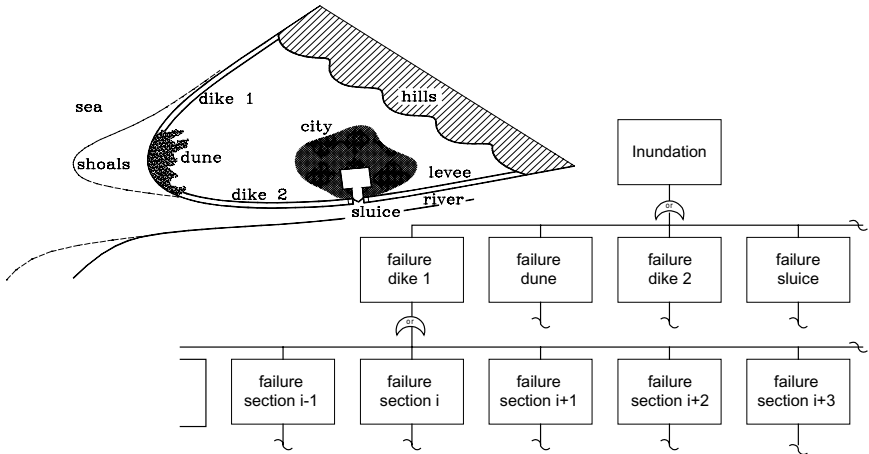 hills
dike 1
sea
city
shoals
dune
levee
dike 2
river
sluice
Inundation
or
failure
dike 1
failure
dune
failure
dike 2
failure
sluice
or
failure
section i-1
failure
section i
failure
section i+1
failure
section i+2
failure
section i+3